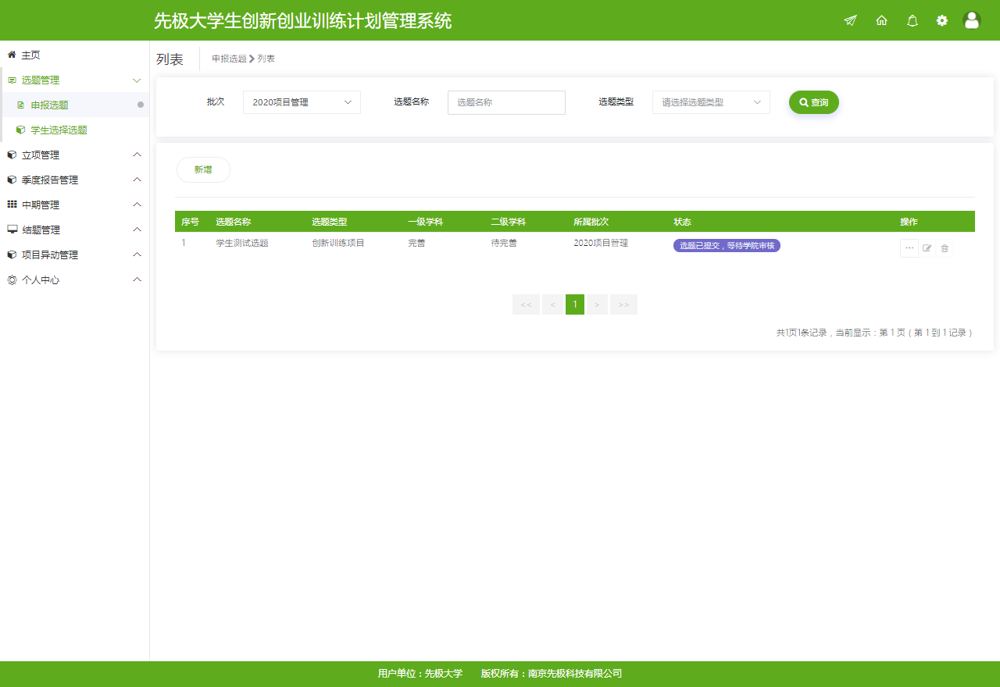 先极大学生创新创业训练计划管理系统
主页
选题管理
申报选题
学生选择选题
立项管理
季度报告管理
中期管理
结题管理
项目异动管理
个人中心
列表
申报选题 列表
批次 2020项目管理 选题名称 选题名称 选题类型 请选择选题类型 查询
新增
序号 选题名称 选题类型 一级学科 二级学科 所属批次 状态 操作
1 学生测试选题 创新训练项目 完善 待完善 2020项目管理 选题已提交，等待学院审核 ...
<< < 1 > >>
共1页1条记录，当前显示：第 1 页（第 1 到 1 记录）
用户单位：先极大学 版权所有：南京先极科技有限公司